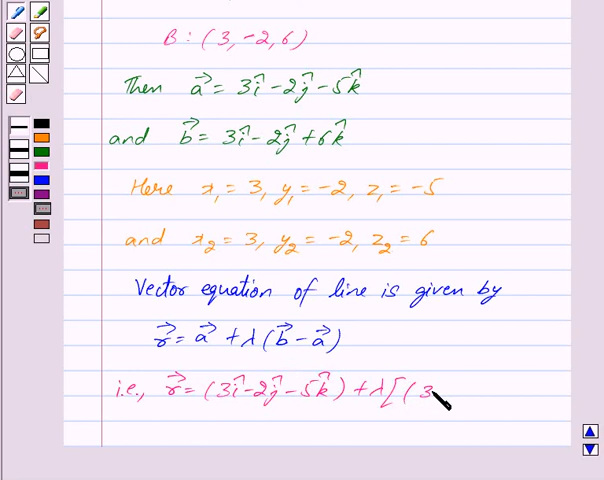 B : (3, -2, 6)
Then a⃗ = 3î - 2ĵ - 5k̂
and b⃗ = 3î - 2ĵ + 6k̂
Here x₁ = 3, y₁ = -2, z₁ = -5
and x₂ = 3, y₂ = -2, z₂ = 6
Vector equation of line is given by
r⃗ = a⃗ + λ(b⃗ - a⃗)
i.e., r⃗ = (3î - 2ĵ - 5k̂) + λ[(3